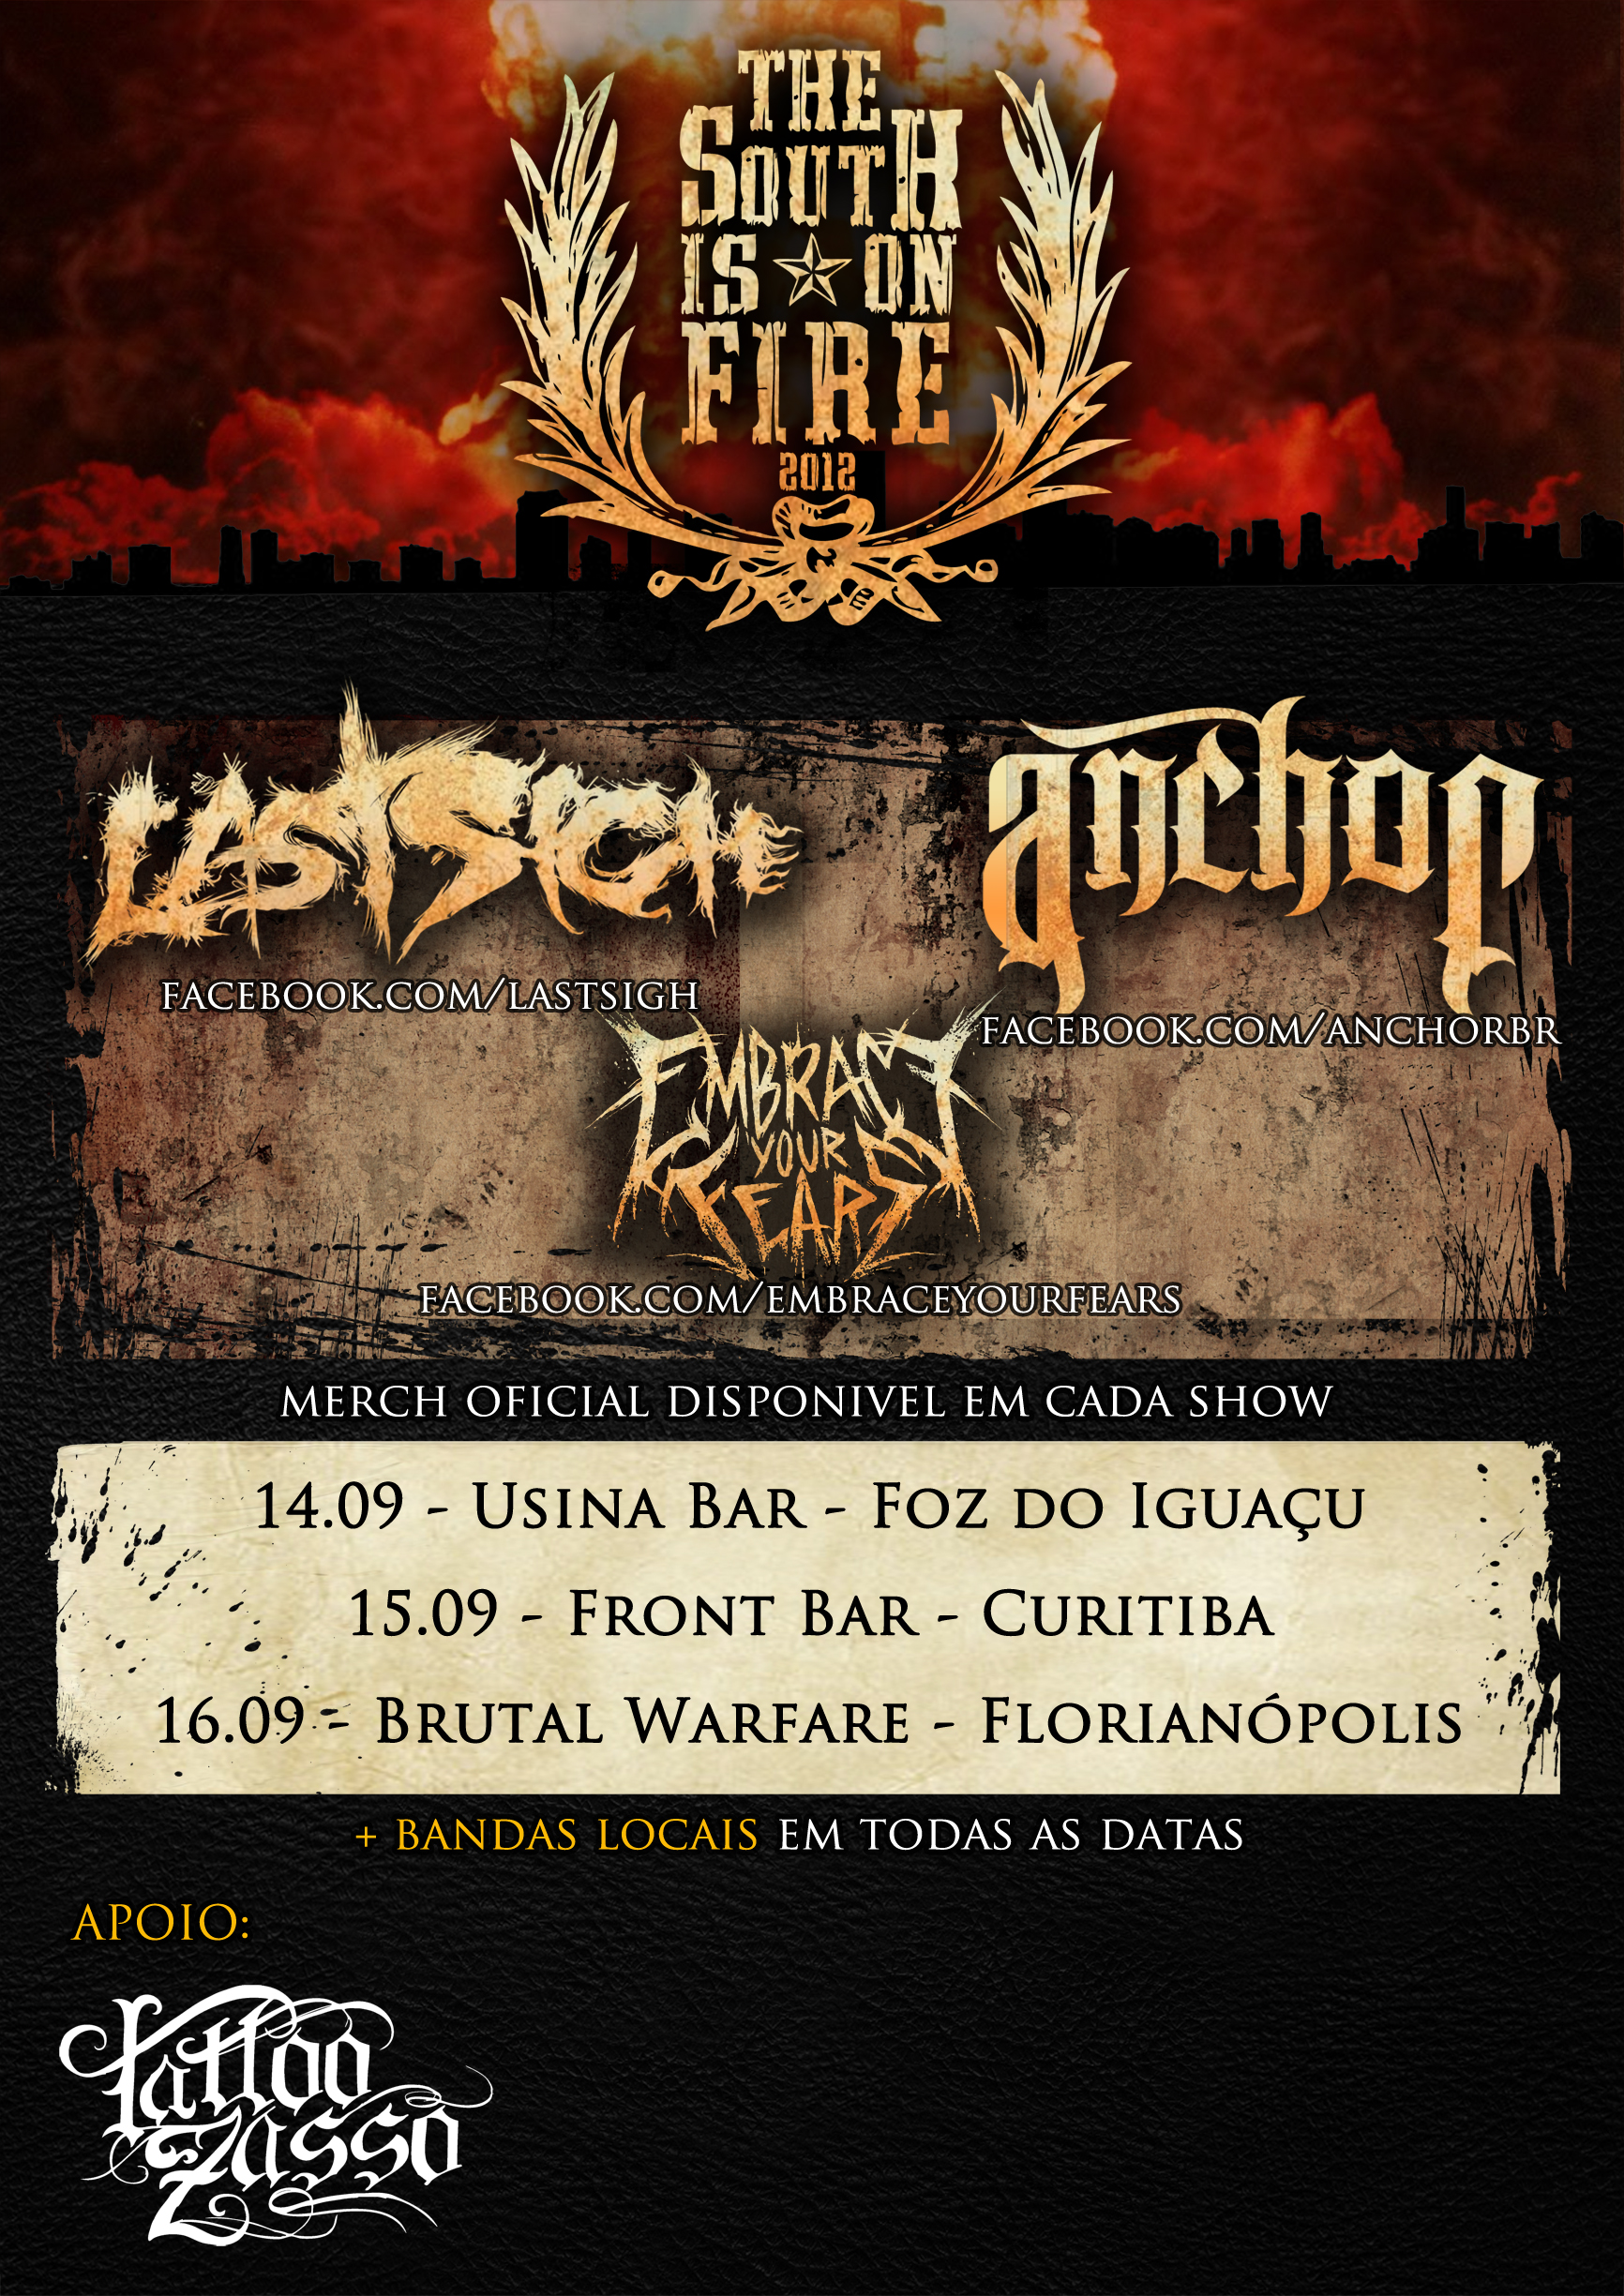 THE
SOUTH
IS ON
FIRE
2012
LAST SIGH
FACEBOOK.COM/LASTSIGH
anchor
FACEBOOK.COM/ANCHORBR
EMBRACE
YOUR
FEARS
FACEBOOK.COM/EMBRACEYOURFEARS
MERCH OFICIAL DISPONIVEL EM CADA SHOW
14.09 - USINA BAR - FOZ DO IGUAÇU
15.09 - FRONT BAR - CURITIBA
16.09 - BRUTAL WARFARE - FLORIANÓPOLIS
+ BANDAS LOCAIS EM TODAS AS DATAS
APOIO:
Tattoo
Zasso